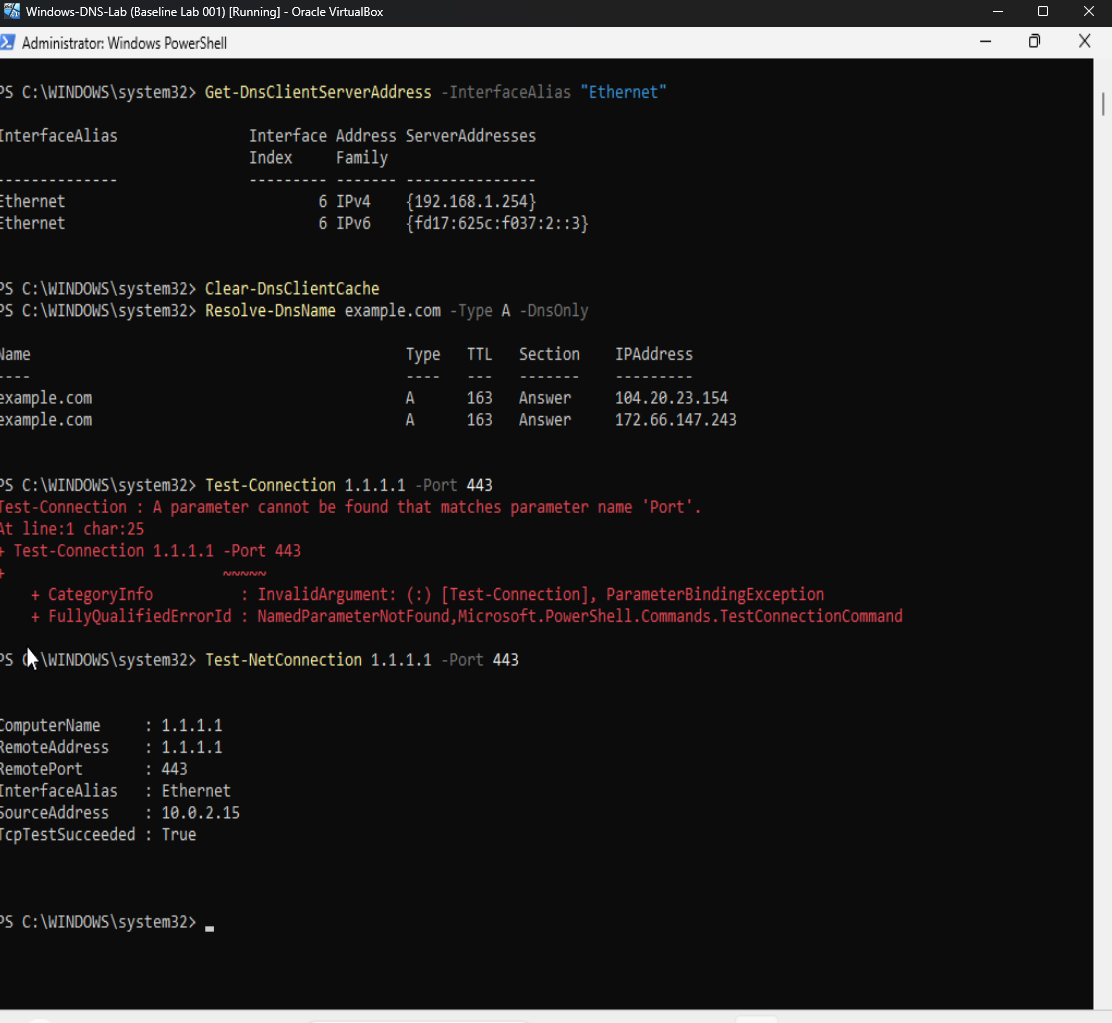 Windows-DNS-Lab (Baseline Lab 001) [Running] - Oracle VirtualBox
Administrator: Windows PowerShell
PS C:\WINDOWS\system32> Get-DnsClientServerAddress -InterfaceAlias "Ethernet"
InterfaceAlias Interface Address ServerAddresses
Index Family
-------------- --------- ------- ---------------
Ethernet 6 IPv4 {192.168.1.254}
Ethernet 6 IPv6 {fd17:625c:f037:2::3}
PS C:\WINDOWS\system32> Clear-DnsClientCache
PS C:\WINDOWS\system32> Resolve-DnsName example.com -Type A -DnsOnly
Name Type TTL Section IPAddress
---- ---- --- ------- ---------
example.com A 163 Answer 104.20.23.154
example.com A 163 Answer 172.66.147.243
PS C:\WINDOWS\system32> Test-Connection 1.1.1.1 -Port 443
Test-Connection : A parameter cannot be found that matches parameter name 'Port'.
At line:1 char:25
+ Test-Connection 1.1.1.1 -Port 443
+ ~~~~~
+ CategoryInfo : InvalidArgument: (:) [Test-Connection], ParameterBindingException
+ FullyQualifiedErrorId : NamedParameterNotFound,Microsoft.PowerShell.Commands.TestConnectionCommand
PS C:\WINDOWS\system32> Test-NetConnection 1.1.1.1 -Port 443
ComputerName : 1.1.1.1
RemoteAddress : 1.1.1.1
RemotePort : 443
InterfaceAlias : Ethernet
SourceAddress : 10.0.2.15
TcpTestSucceeded : True
PS C:\WINDOWS\system32>